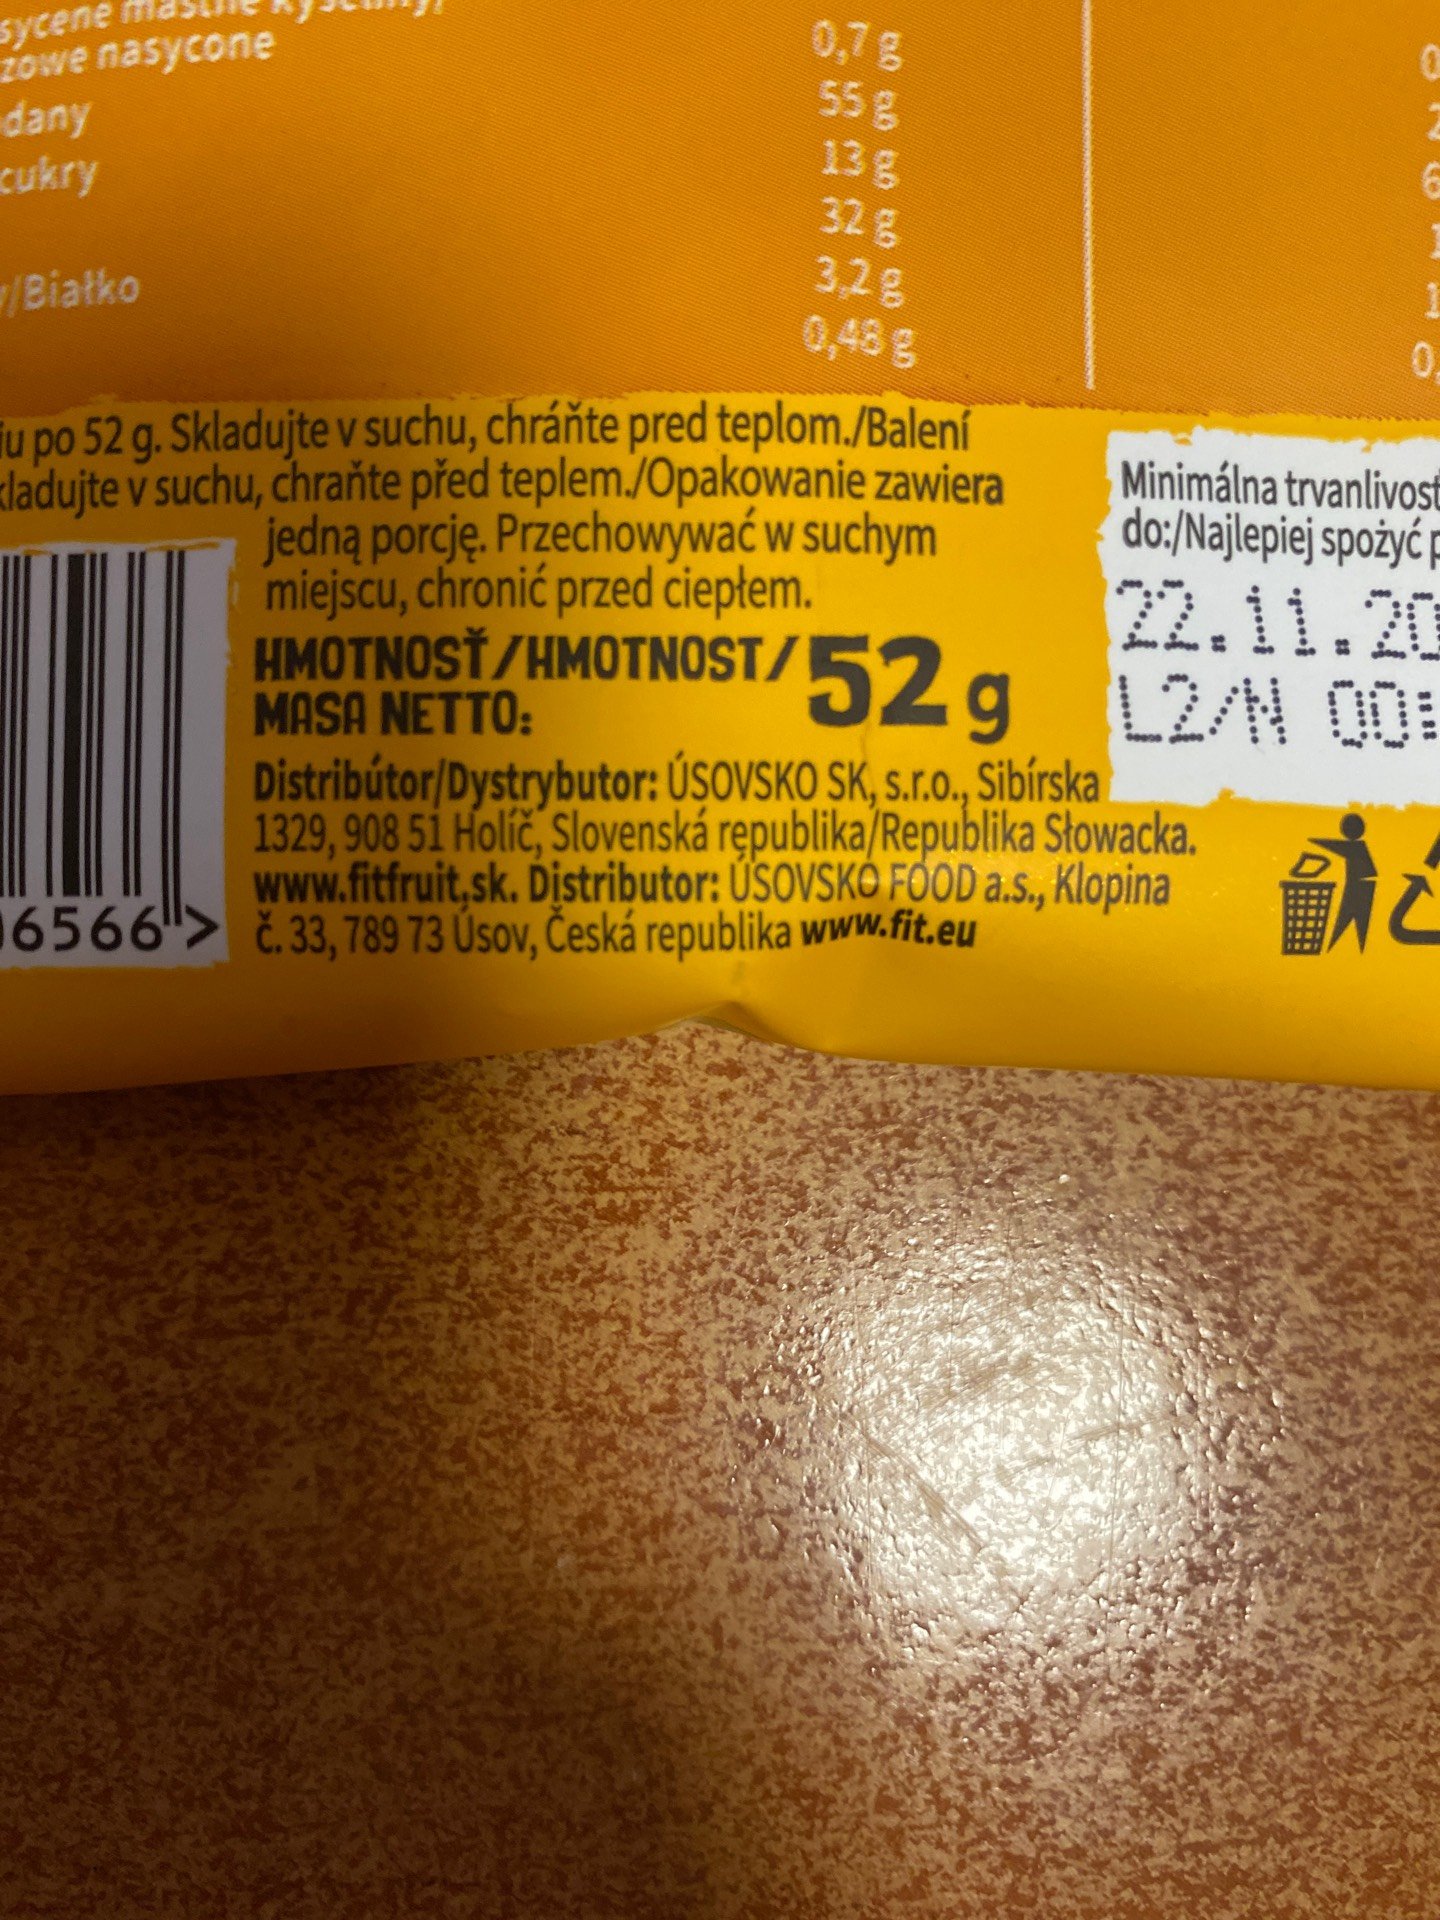 zowe nasycone
0,7 g
55 g
cukry
13 g
32 g
/Białko
3,2 g
0,48 g
po 52 g. Skladujte v suchu, chráňte pred teplom./Balení
v suchu, chraňte před teplem./Opakowanie zawiera
jedną porcję. Przechowywać w suchym
miejscu, chronić przed ciepłem.
HMOTNOSŤ/HMOTNOST/
MASA NETTO:
52 g
Distribútor/Dystrybutor: ÚSOVSKO SK, s.r.o., Sibírska
1329, 908 51 Holíč, Slovenská republika/Republika Słowacka.
www.fitfruit.sk. Distributor: ÚSOVSKO FOOD a.s., Klopina
č. 33, 789 73 Úsov, Česká republika www.fit.eu
6566 >
Minimálna trvanlivosť
do:/Najlepiej spożyć
22.11.20
L2/N 00: